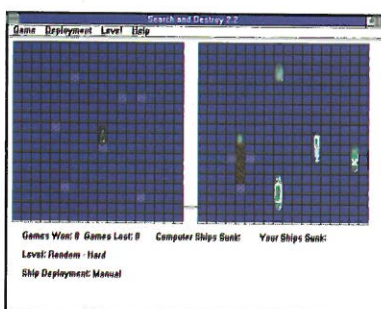 Search and Destroy 2.2
Game Deployment Level Help
Games Won: 0 Games Lost: 0 Computer Ships Sunk: Your Ships Sunk:
Level: Random - Hard
Ship Deployment: Manual